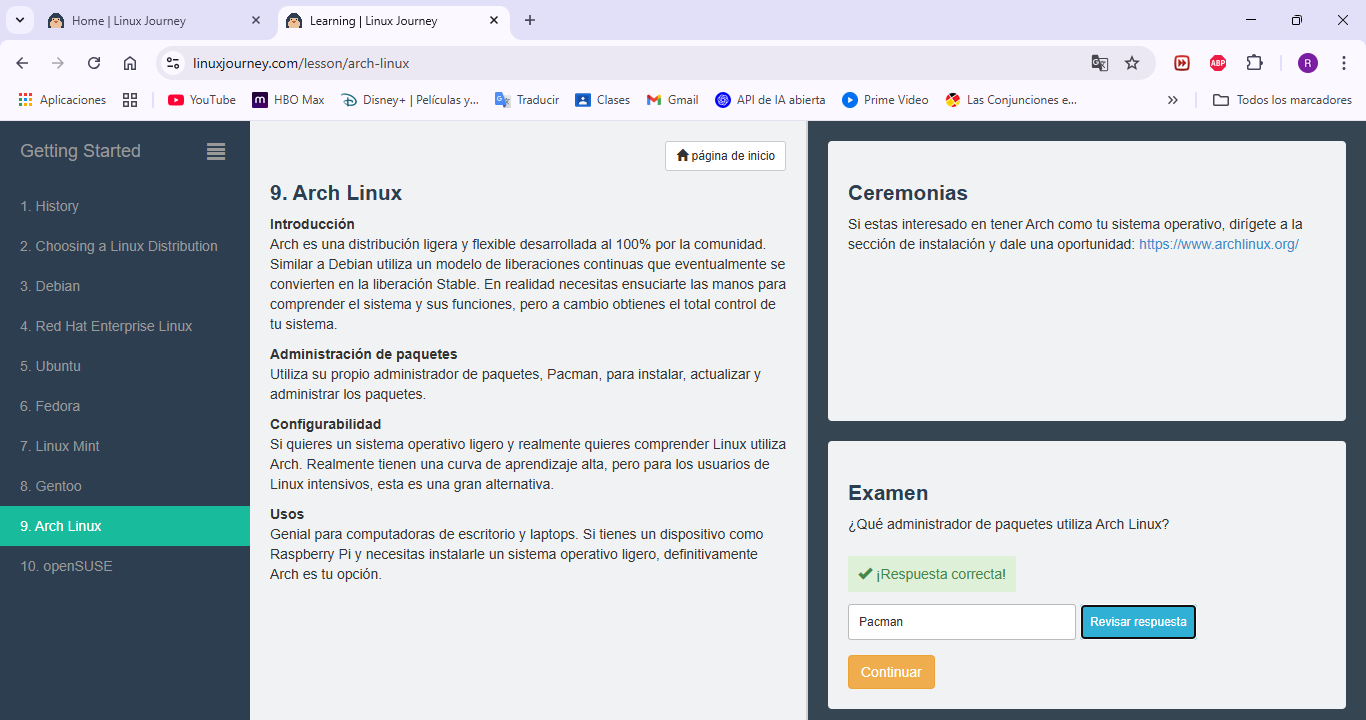 Home | Linux Journey
Learning | Linux Journey
linuxjourney.com/lesson/arch-linux
ABP
R
Aplicaciones
YouTube
HBO Max
Disney+ | Películas y...
Traducir
Clases
Gmail
API de IA abierta
Prime Video
Las Conjunciones e...
»
Todos los marcadores
Getting Started
1. History
2. Choosing a Linux Distribution
3. Debian
4. Red Hat Enterprise Linux
5. Ubuntu
6. Fedora
7. Linux Mint
8. Gentoo
9. Arch Linux
10. openSUSE
página de inicio
9. Arch Linux
Introducción
Arch es una distribución ligera y flexible desarrollada al 100% por la comunidad.
Similar a Debian utiliza un modelo de liberaciones continuas que eventualmente se
convierten en la liberación Stable. En realidad necesitas ensuciarte las manos para
comprender el sistema y sus funciones, pero a cambio obtienes el total control de
tu sistema.
Administración de paquetes
Utiliza su propio administrador de paquetes, Pacman, para instalar, actualizar y
administrar los paquetes.
Configurabilidad
Si quieres un sistema operativo ligero y realmente quieres comprender Linux utiliza
Arch. Realmente tienen una curva de aprendizaje alta, pero para los usuarios de
Linux intensivos, esta es una gran alternativa.
Usos
Genial para computadoras de escritorio y laptops. Si tienes un dispositivo como
Raspberry Pi y necesitas instalarle un sistema operativo ligero, definitivamente
Arch es tu opción.
Ceremonias
Si estas interesado en tener Arch como tu sistema operativo, dirígete a la
sección de instalación y dale una oportunidad: https://www.archlinux.org/
Examen
¿Qué administrador de paquetes utiliza Arch Linux?
¡Respuesta correcta!
Pacman
Revisar respuesta
Continuar